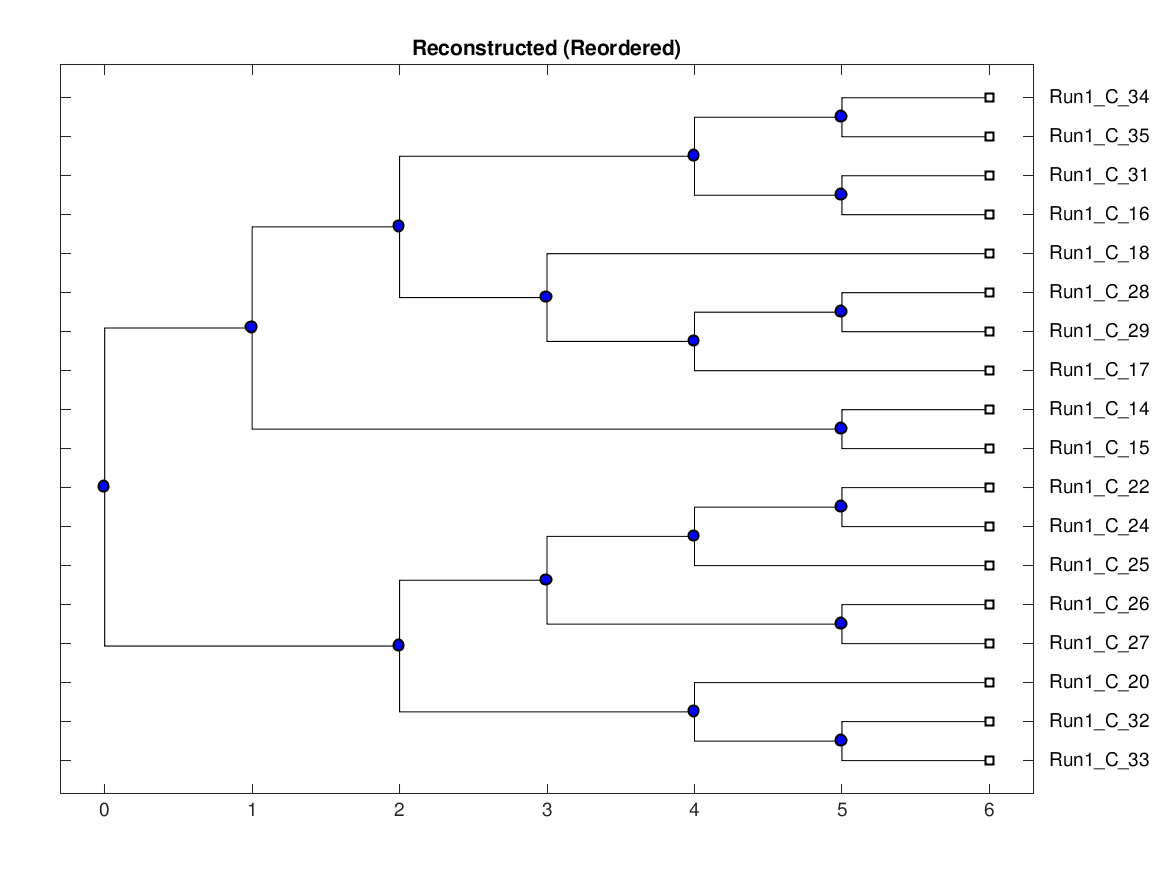 Reconstructed (Reordered)
Run1_C_34
Run1_C_35
Run1_C_31
Run1_C_16
Run1_C_18
Run1_C_28
Run1_C_29
Run1_C_17
Run1_C_14
Run1_C_15
Run1_C_22
Run1_C_24
Run1_C_25
Run1_C_26
Run1_C_27
Run1_C_20
Run1_C_32
Run1_C_33
0 1 2 3 4 5 6